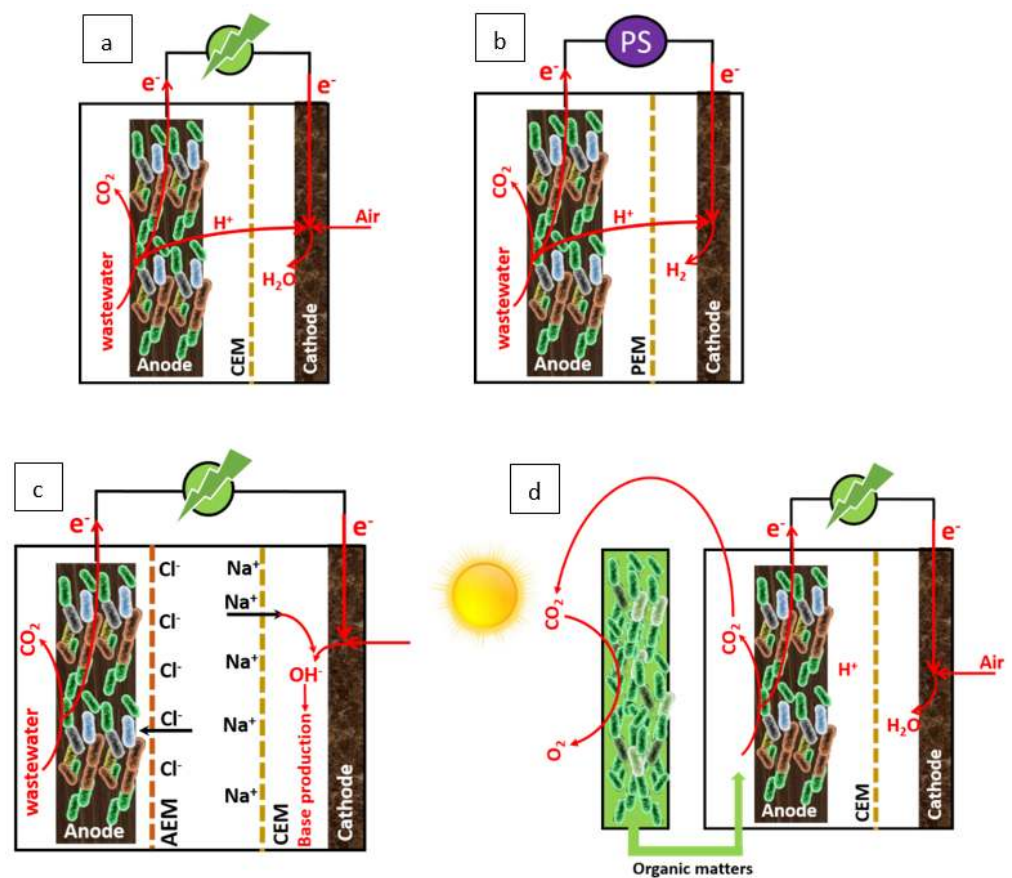 a
e⁻
e⁻
CO₂
H⁺
Air
wastewater
H₂O
CEM
Cathode
Anode
b
PS
e⁻
e⁻
CO₂
H⁺
wastewater
H₂
PEM
Cathode
Anode
c
e⁻
e⁻
Cl⁻
Na⁺
Na⁺
Cl⁻
CO₂
Cl⁻
Na⁺
OH⁻
Cl⁻
Na⁺
wastewater
Cl⁻
Na⁺
Base production
AEM
CEM
Cathode
Anode
d
e⁻
e⁻
CO₂
CO₂
H⁺
Air
O₂
H₂O
CEM
Cathode
Anode
Organic matters